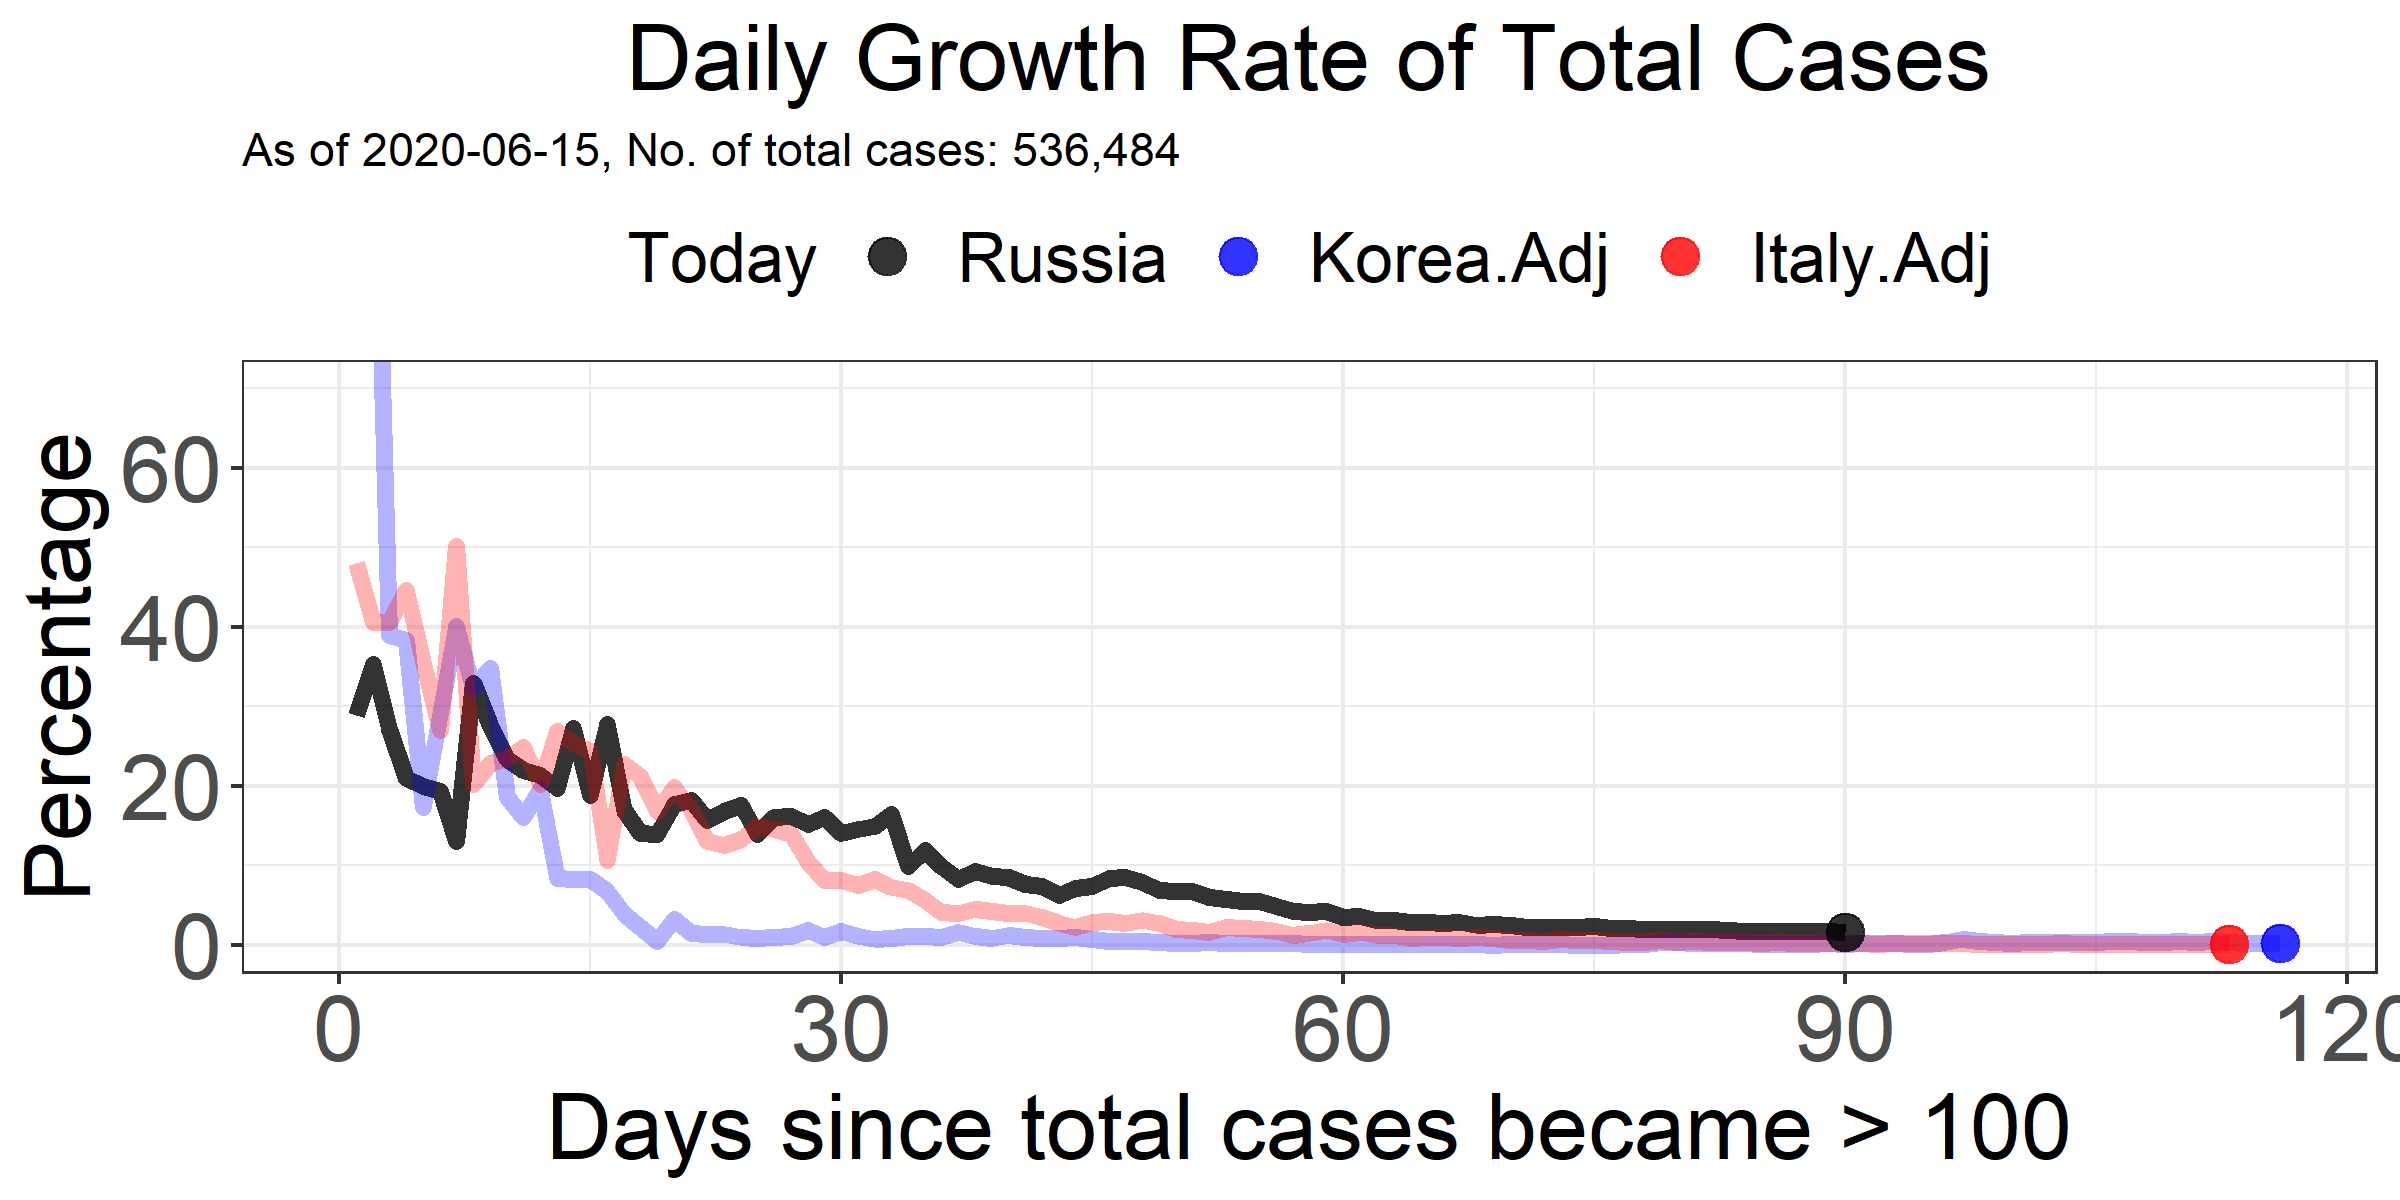 Daily Growth Rate of Total Cases
As of 2020-06-15, No. of total cases: 536,484
Today Russia Korea.Adj Italy.Adj
Percentage
60
40
20
0
0 30 60 90 120
Days since total cases became > 100